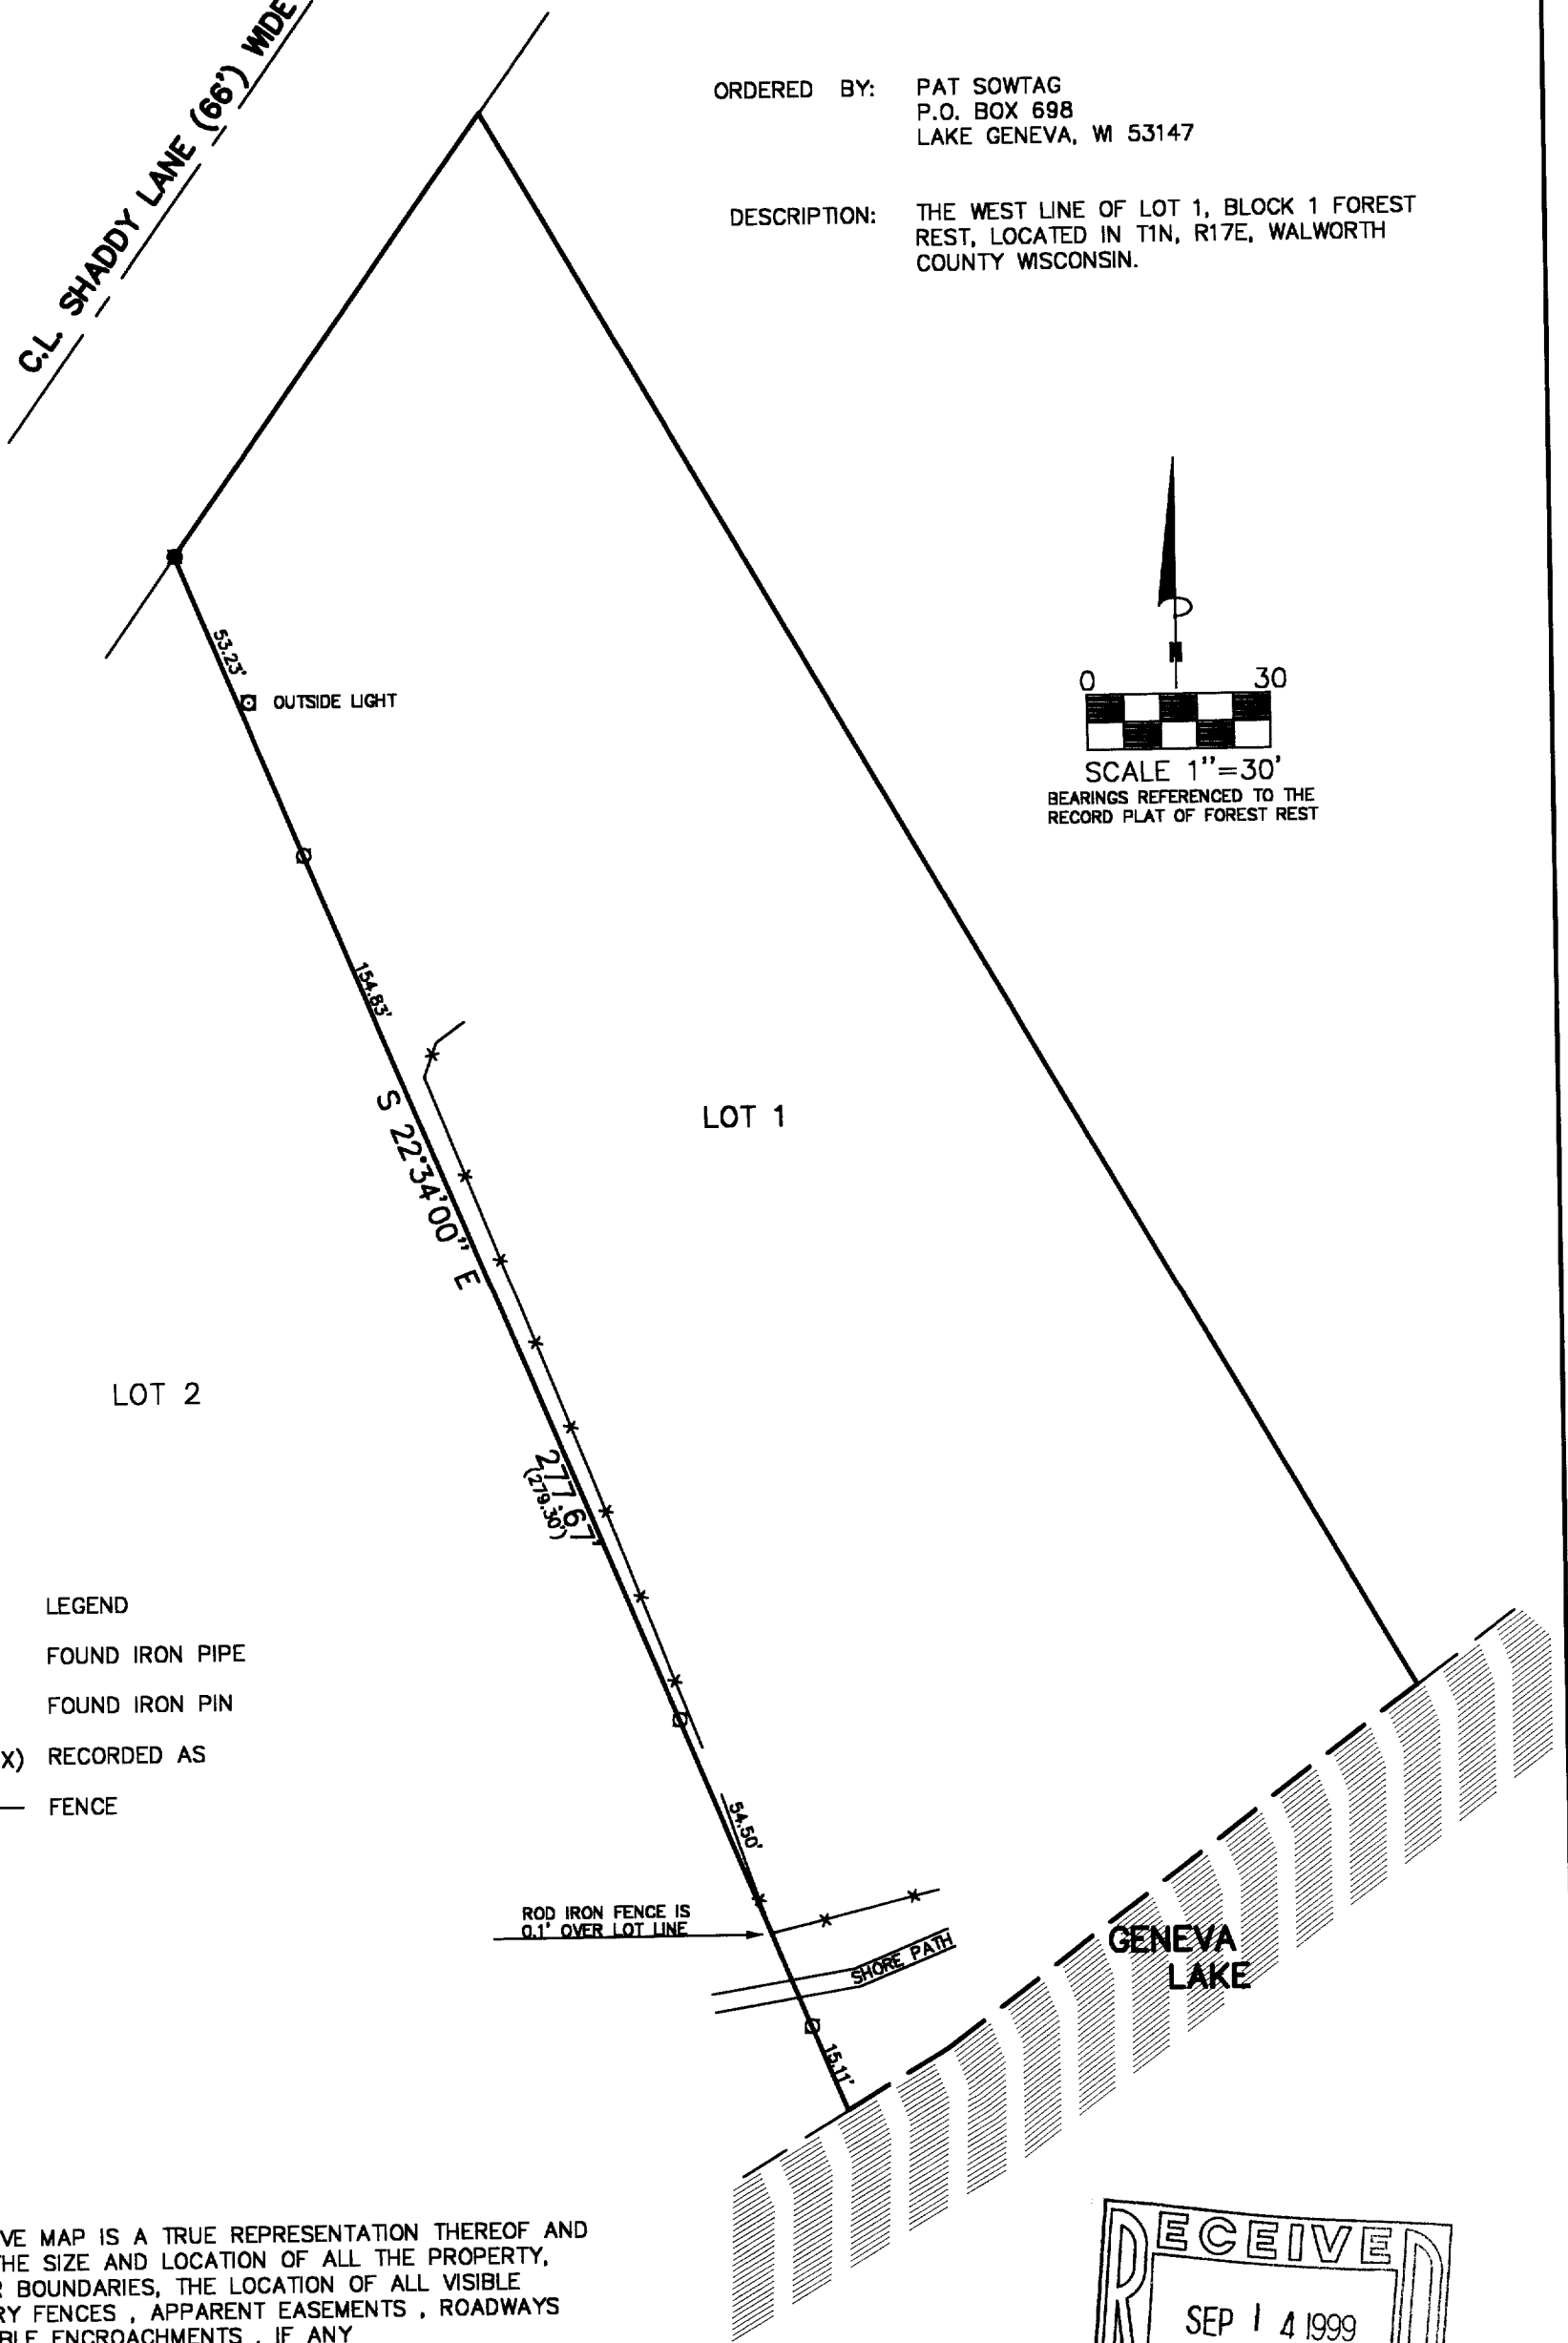 C.L. SHADDY LANE (66') WIDE
ORDERED BY: PAT SOWTAG
P.O. BOX 698
LAKE GENEVA, WI 53147
DESCRIPTION: THE WEST LINE OF LOT 1, BLOCK 1 FOREST
REST, LOCATED IN T1N, R17E, WALWORTH
COUNTY WISCONSIN.
N
0 30
SCALE 1"=30'
BEARINGS REFERENCED TO THE
RECORD PLAT OF FOREST REST
53.23'
OUTSIDE LIGHT
154.83'
S 22°34'00" E
LOT 1
LOT 2
277.67'
(279.30')
LEGEND
FOUND IRON PIPE
FOUND IRON PIN
X) RECORDED AS
FENCE
54.50'
ROD IRON FENCE IS
0.1' OVER LOT LINE
SHORE PATH
15.11'
GENEVA
LAKE
VE MAP IS A TRUE REPRESENTATION THEREOF AND
THE SIZE AND LOCATION OF ALL THE PROPERTY,
R BOUNDARIES, THE LOCATION OF ALL VISIBLE
RY FENCES , APPARENT EASEMENTS , ROADWAYS
BLE ENCROACHMENTS , IF ANY
RECEIVED
SEP 14 1999